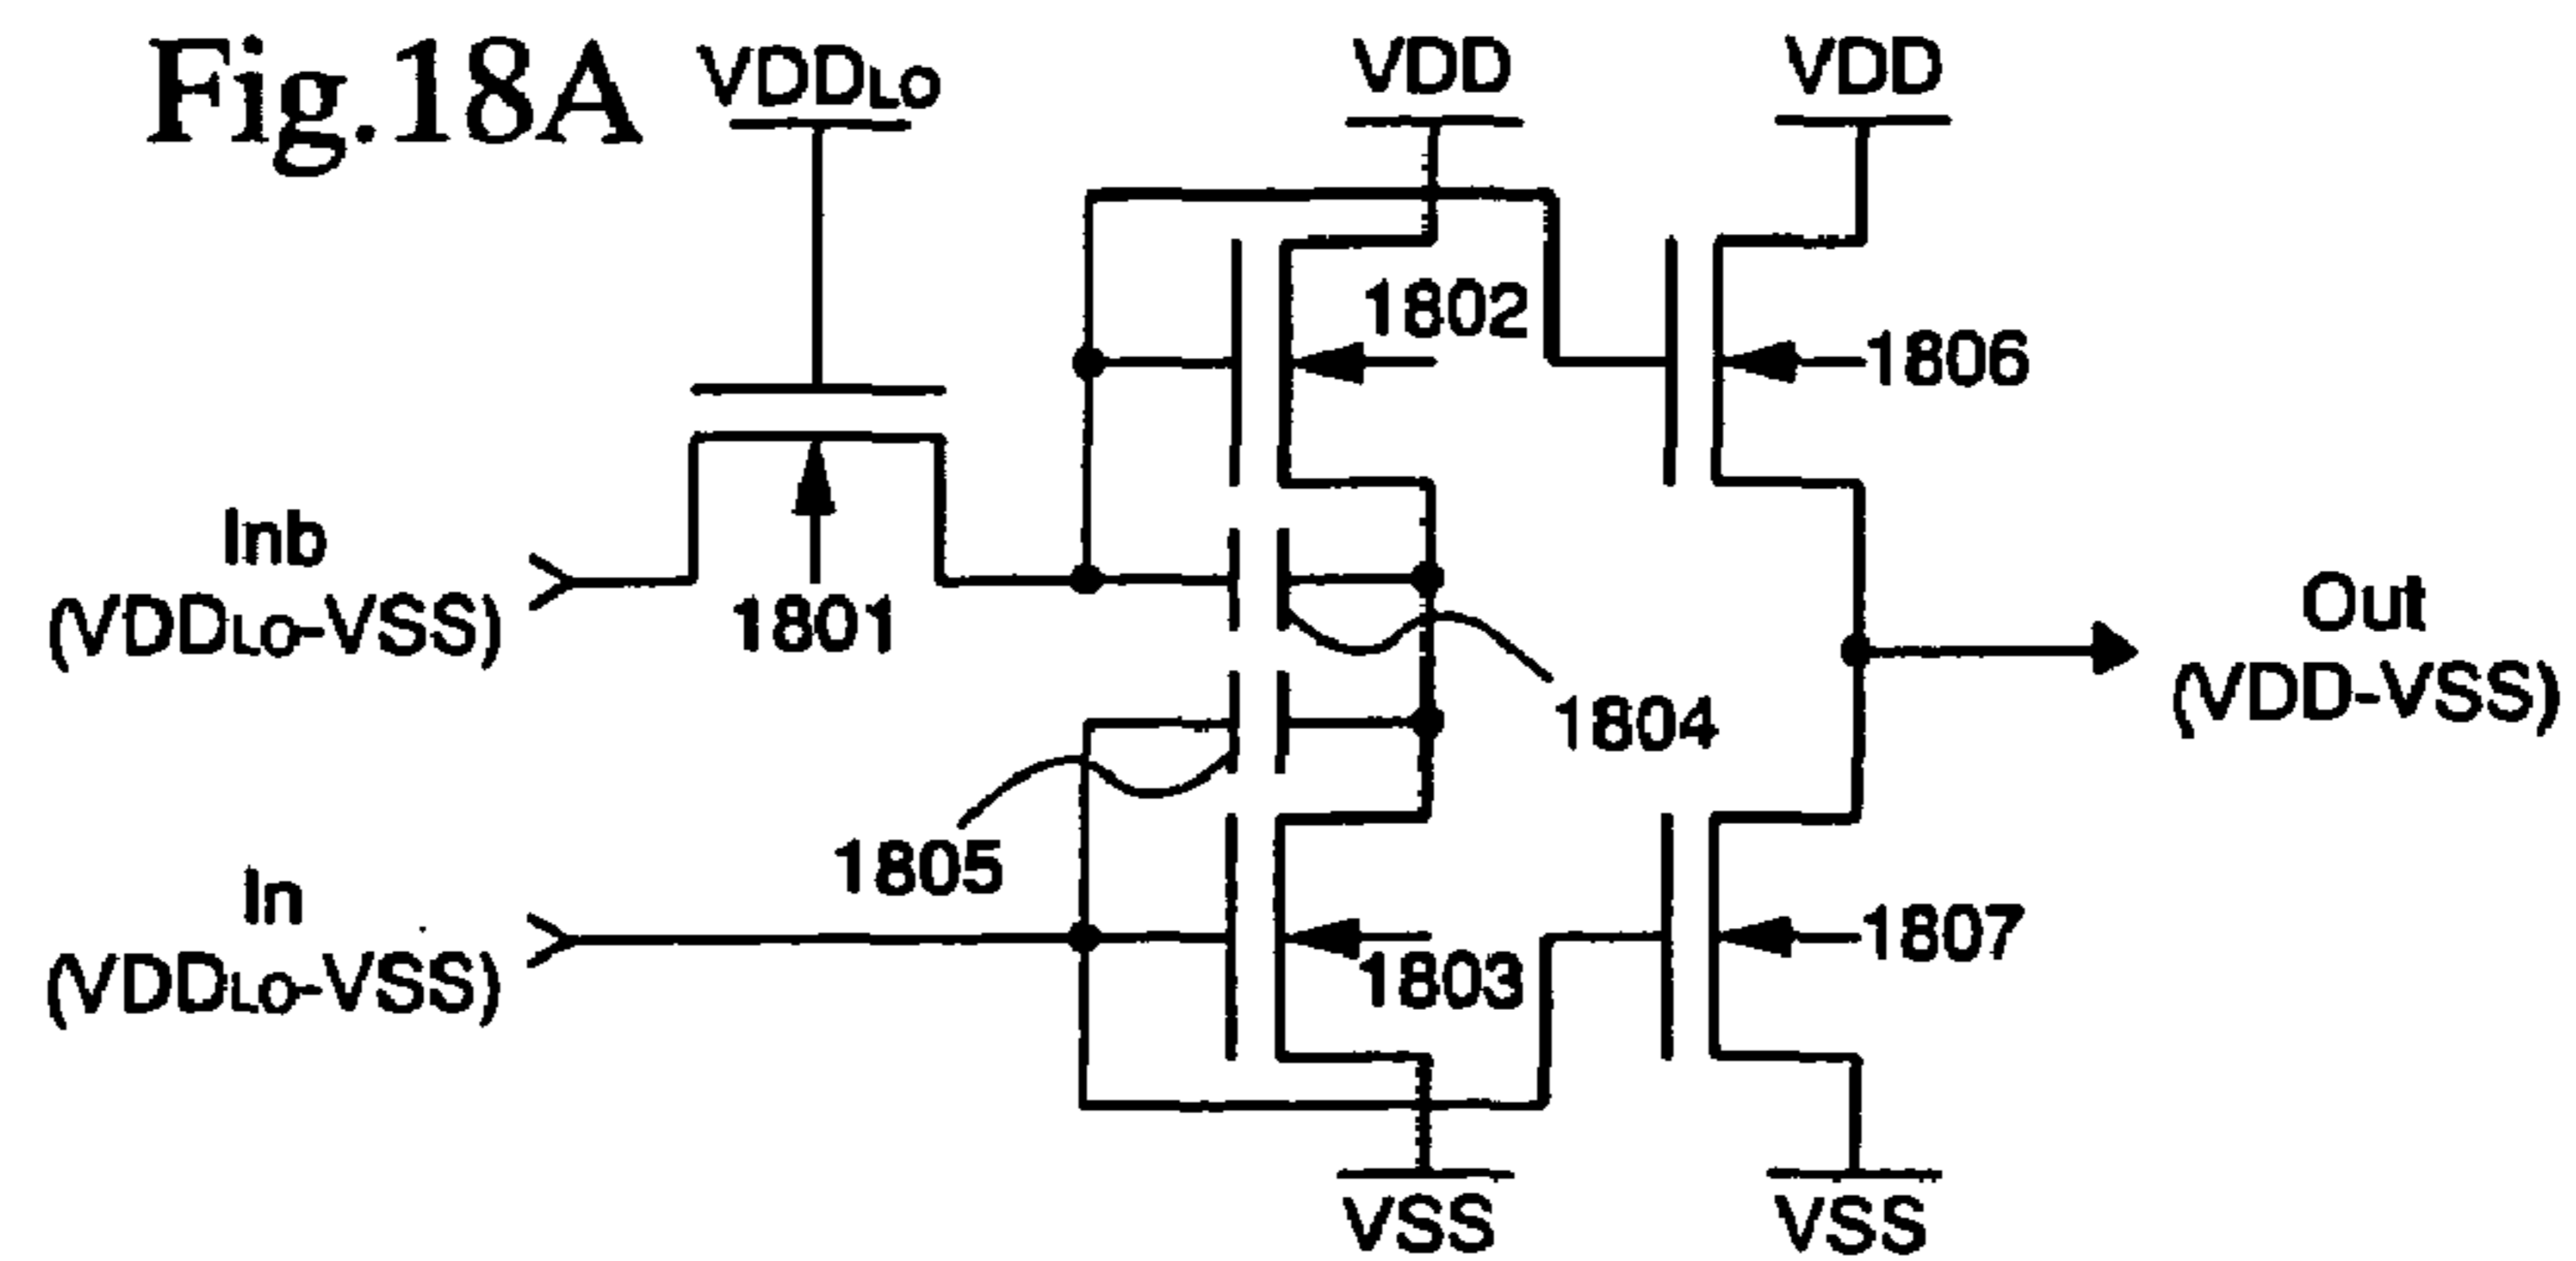 Fig.18A
VDDLO
VDD
VDD
1802
1806
Inb
(VDDLO-VSS)
1801
Out
(VDD-VSS)
1804
1805
In
(VDDLO-VSS)
1803
1807
VSS
VSS